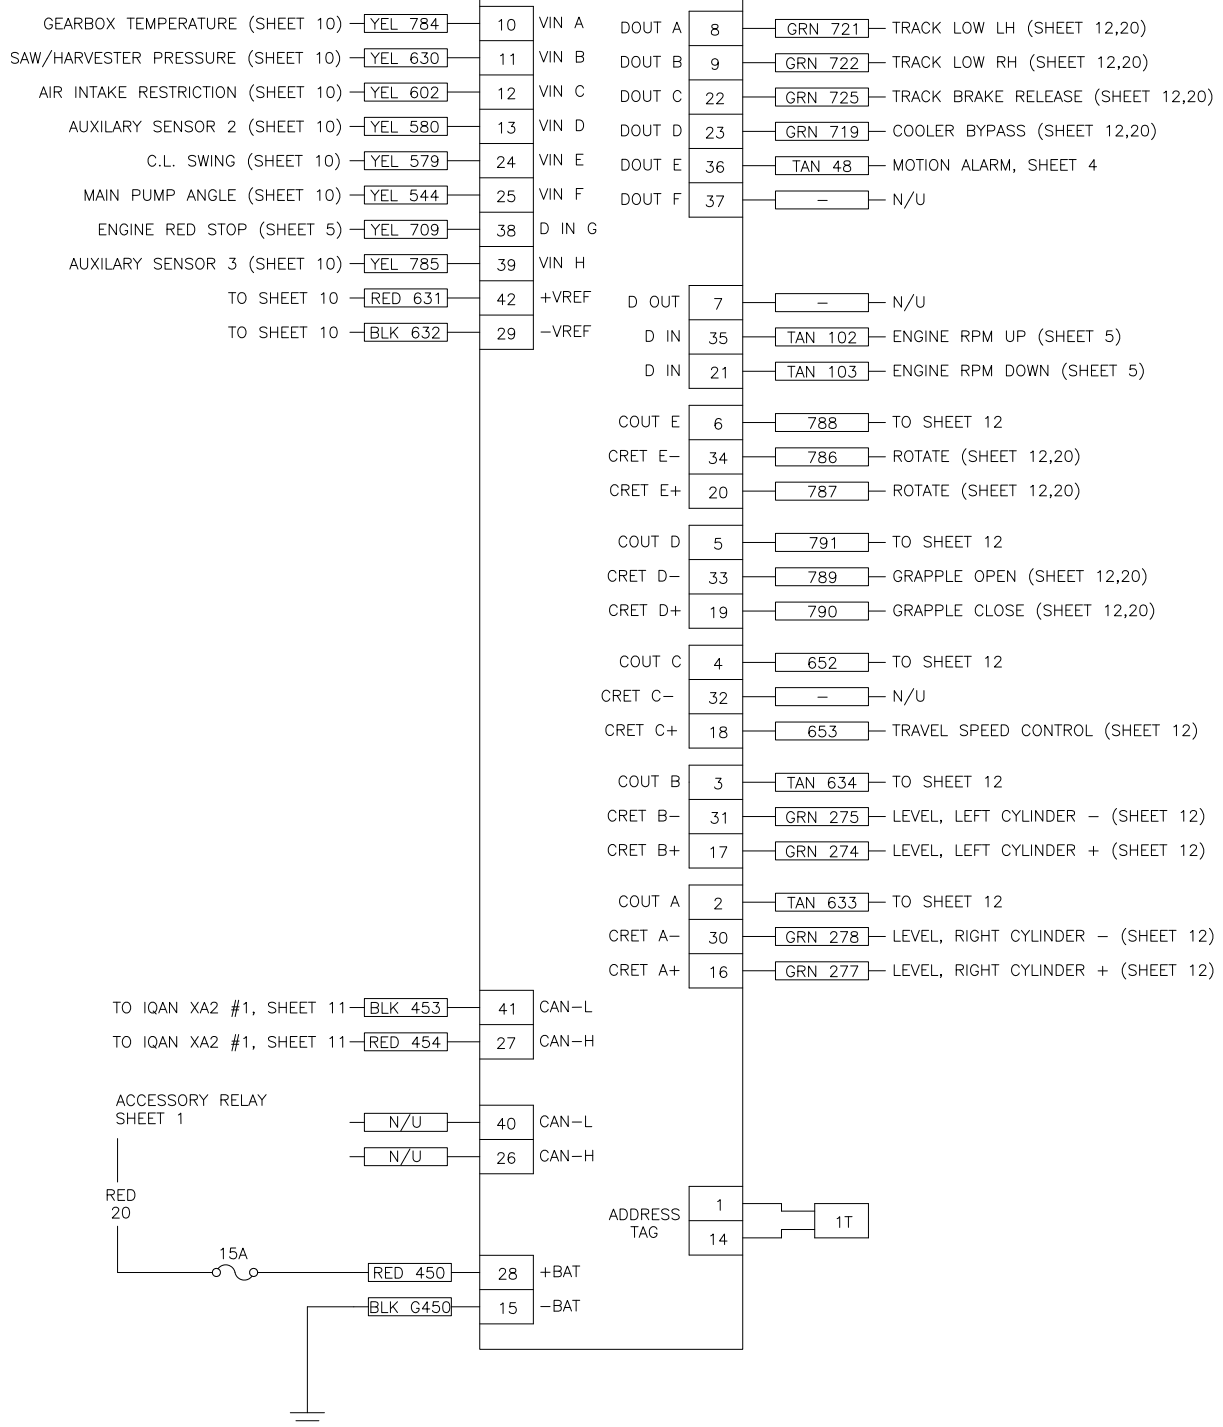 GEARBOX TEMPERATURE (SHEET 10) YEL 784 10 VIN A
SAW/HARVESTER PRESSURE (SHEET 10) YEL 630 11 VIN B
AIR INTAKE RESTRICTION (SHEET 10) YEL 602 12 VIN C
AUXILARY SENSOR 2 (SHEET 10) YEL 580 13 VIN D
C.L. SWING (SHEET 10) YEL 579 24 VIN E
MAIN PUMP ANGLE (SHEET 10) YEL 544 25 VIN F
ENGINE RED STOP (SHEET 5) YEL 709 38 D IN G
AUXILARY SENSOR 3 (SHEET 10) YEL 785 39 VIN H
TO SHEET 10 RED 631 42 +VREF
TO SHEET 10 BLK 632 29 -VREF
DOUT A 8 GRN 721 TRACK LOW LH (SHEET 12,20)
DOUT B 9 GRN 722 TRACK LOW RH (SHEET 12,20)
DOUT C 22 GRN 725 TRACK BRAKE RELEASE (SHEET 12,20)
DOUT D 23 GRN 719 COOLER BYPASS (SHEET 12,20)
DOUT E 36 TAN 48 MOTION ALARM, SHEET 4
DOUT F 37 - N/U
D OUT 7 - N/U
D IN 35 TAN 102 ENGINE RPM UP (SHEET 5)
D IN 21 TAN 103 ENGINE RPM DOWN (SHEET 5)
COUT E 6 788 TO SHEET 12
CRET E- 34 786 ROTATE (SHEET 12,20)
CRET E+ 20 787 ROTATE (SHEET 12,20)
COUT D 5 791 TO SHEET 12
CRET D- 33 789 GRAPPLE OPEN (SHEET 12,20)
CRET D+ 19 790 GRAPPLE CLOSE (SHEET 12,20)
COUT C 4 652 TO SHEET 12
CRET C- 32 - N/U
CRET C+ 18 653 TRAVEL SPEED CONTROL (SHEET 12)
COUT B 3 TAN 634 TO SHEET 12
CRET B- 31 GRN 275 LEVEL, LEFT CYLINDER - (SHEET 12)
CRET B+ 17 GRN 274 LEVEL, LEFT CYLINDER + (SHEET 12)
COUT A 2 TAN 633 TO SHEET 12
CRET A- 30 GRN 278 LEVEL, RIGHT CYLINDER - (SHEET 12)
CRET A+ 16 GRN 277 LEVEL, RIGHT CYLINDER + (SHEET 12)
TO IQAN XA2 #1, SHEET 11 BLK 453 41 CAN-L
TO IQAN XA2 #1, SHEET 11 RED 454 27 CAN-H
ACCESSORY RELAY
SHEET 1
N/U 40 CAN-L
N/U 26 CAN-H
RED
20
ADDRESS
TAG
1
14
1T
15A
RED 450 28 +BAT
BLK G450 15 -BAT